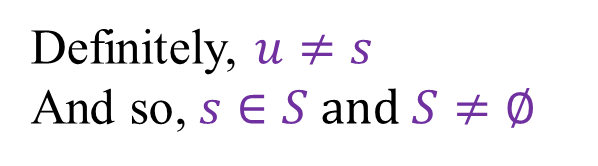 Definitely, u ≠ s
And so, s ∈ S and S ≠ ∅